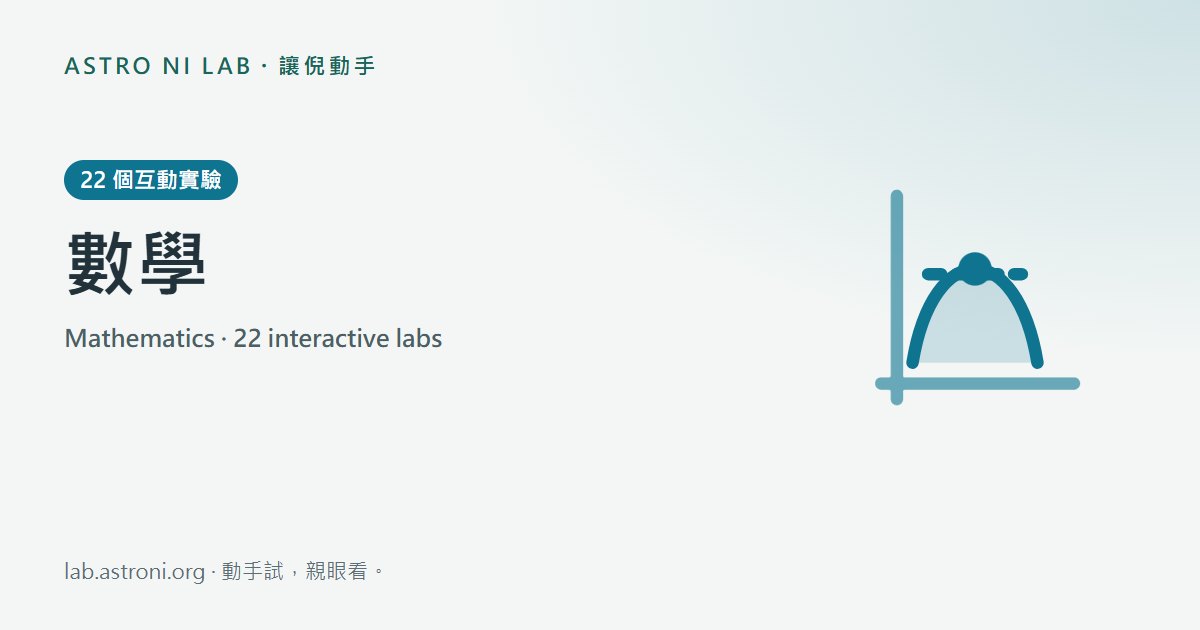 ASTRO NI LAB · 讓倪動手
22 個互動實驗
數學
Mathematics · 22 interactive labs
lab.astroni.org · 動手試，親眼看。